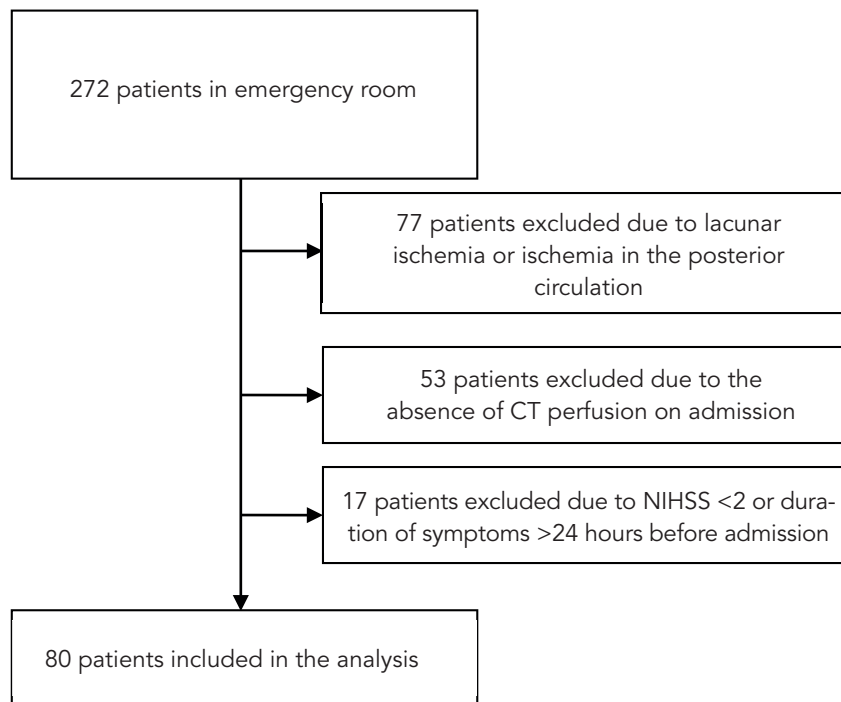 272 patients in emergency room
77 patients excluded due to lacunar
ischemia or ischemia in the posterior
circulation
53 patients excluded due to the
absence of CT perfusion on admission
17 patients excluded due to NIHSS <2 or dura-
tion of symptoms >24 hours before admission
80 patients included in the analysis